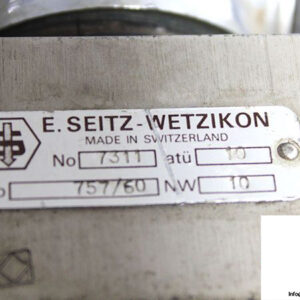 E. SEITZ-WETZIKON
MADE IN SWITZERLAND
No 7311 atü 10
757/60 NW 10